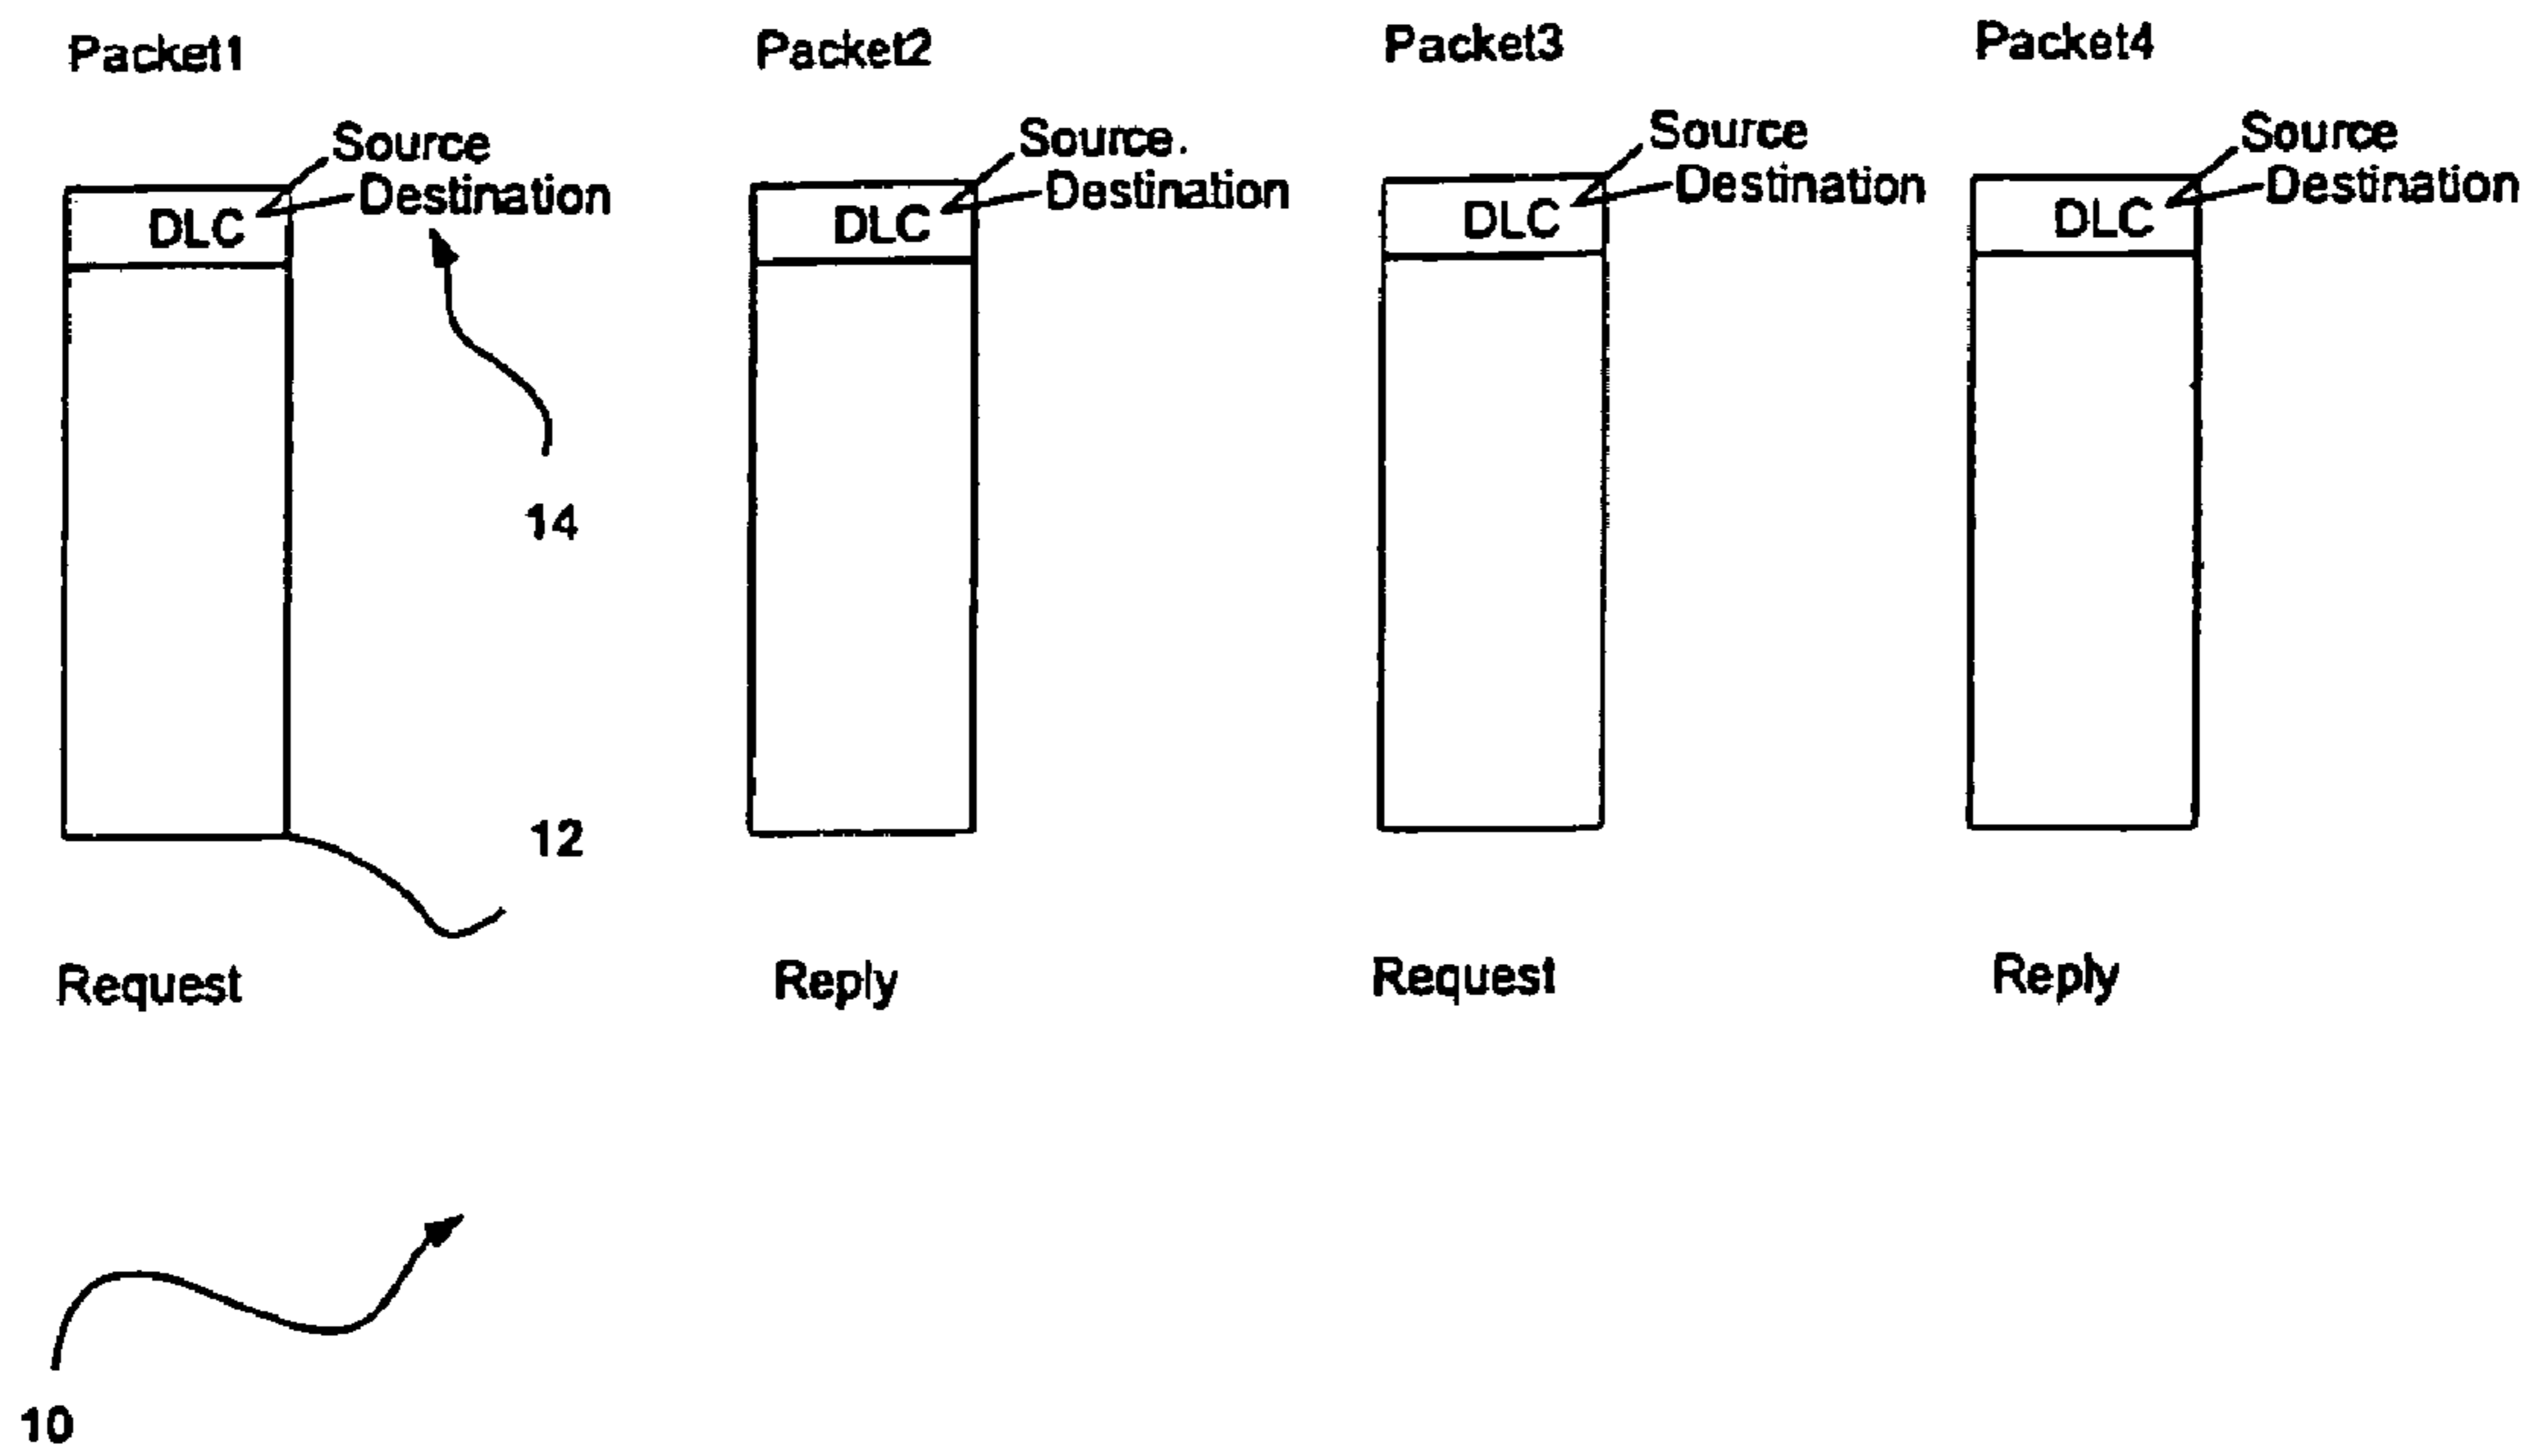 Packet1
Packet2
Packet3
Packet4
Source
Destination
DLC
Source.
Destination
DLC
Source
Destination
DLC
Source
Destination
DLC
14
12
Request
Reply
Request
Reply
10